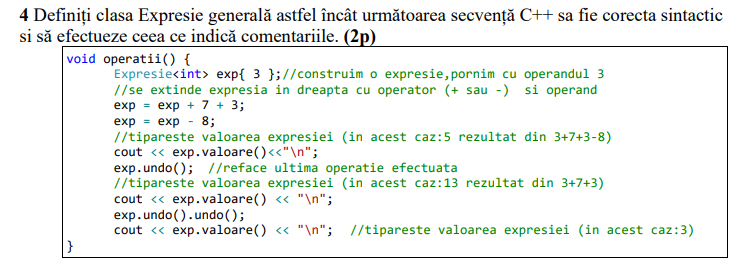 4 Definiți clasa Expresie generală astfel încât următoarea secvență C++ sa fie corecta sintactic
si să efectueze ceea ce indică comentariile. (2p)
void operatii() {
Expresie<int> exp{ 3 };//construim o expresie,pornim cu operandul 3
//se extinde expresia in dreapta cu operator (+ sau -)  si operand
exp = exp + 7 + 3;
exp = exp - 8;
//tipareste valoarea expresiei (in acest caz:5 rezultat din 3+7+3-8)
cout << exp.valoare()<<"\n";
exp.undo();  //reface ultima operatie efectuata
//tipareste valoarea expresiei (in acest caz:13 rezultat din 3+7+3)
cout << exp.valoare() << "\n";
exp.undo().undo();
cout << exp.valoare() << "\n";  //tipareste valoarea expresiei (in acest caz:3)
}